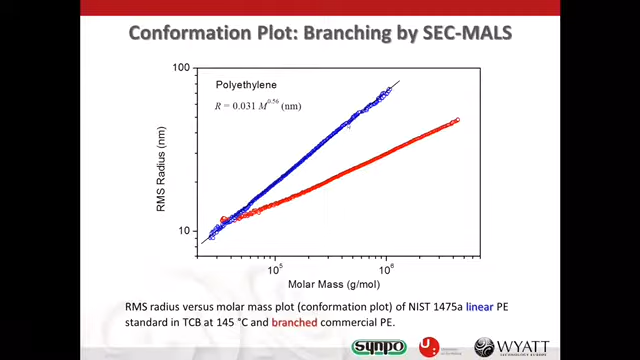 Conformation Plot: Branching by SEC-MALS
100
Polyethylene
R = 0.031 M^0.56 (nm)
RMS Radius (nm)
10
10^5
10^6
Molar Mass (g/mol)
RMS radius versus molar mass plot (conformation plot) of NIST 1475a linear PE
standard in TCB at 145 °C and branched commercial PE.
synpo
WYATT